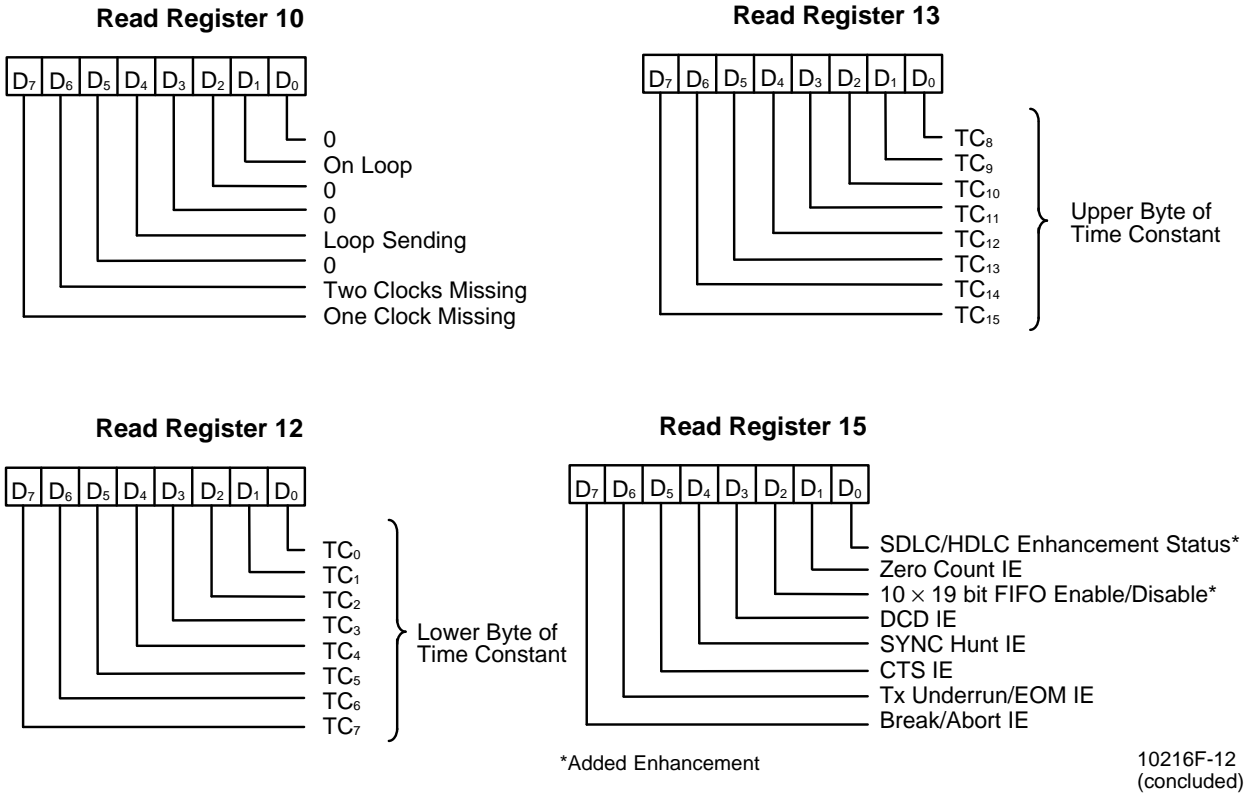 Read Register 10
D₇ D₆ D₅ D₄ D₃ D₂ D₁ D₀
0
On Loop
0
0
Loop Sending
0
Two Clocks Missing
One Clock Missing
Read Register 13
D₇ D₆ D₅ D₄ D₃ D₂ D₁ D₀
TC₈
TC₉
TC₁₀
TC₁₁
TC₁₂
TC₁₃
TC₁₄
TC₁₅
Upper Byte of
Time Constant
Read Register 12
D₇ D₆ D₅ D₄ D₃ D₂ D₁ D₀
TC₀
TC₁
TC₂
TC₃
TC₄
TC₅
TC₆
TC₇
Lower Byte of
Time Constant
Read Register 15
D₇ D₆ D₅ D₄ D₃ D₂ D₁ D₀
SDLC/HDLC Enhancement Status*
Zero Count IE
10 × 19 bit FIFO Enable/Disable*
DCD IE
SYNC Hunt IE
CTS IE
Tx Underrun/EOM IE
Break/Abort IE
*Added Enhancement
10216F-12
(concluded)